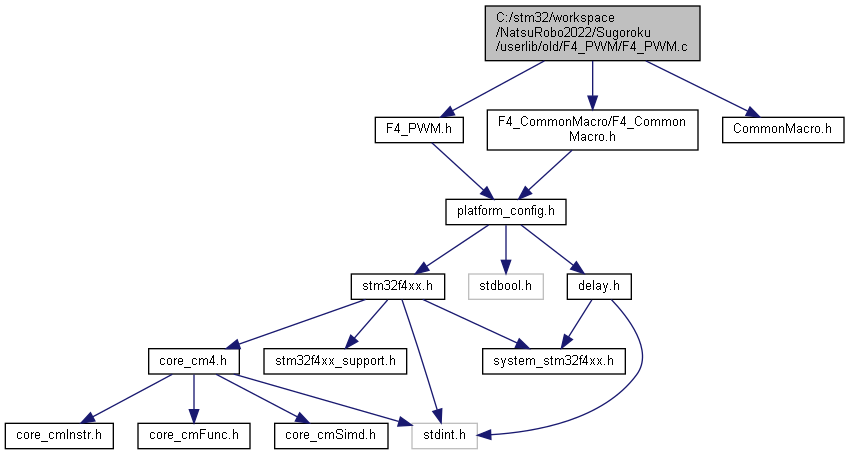 C:/stm32/workspace
/NatsuRobo2022/Sugoroku
/userlib/old/F4_PWM/F4_PWM.c
F4_PWM.h
F4_CommonMacro/F4_Common
Macro.h
CommonMacro.h
platform_config.h
stm32f4xx.h
stdbool.h
delay.h
core_cm4.h
stm32f4xx_support.h
system_stm32f4xx.h
core_cmInstr.h
core_cmFunc.h
core_cmSimd.h
stdint.h